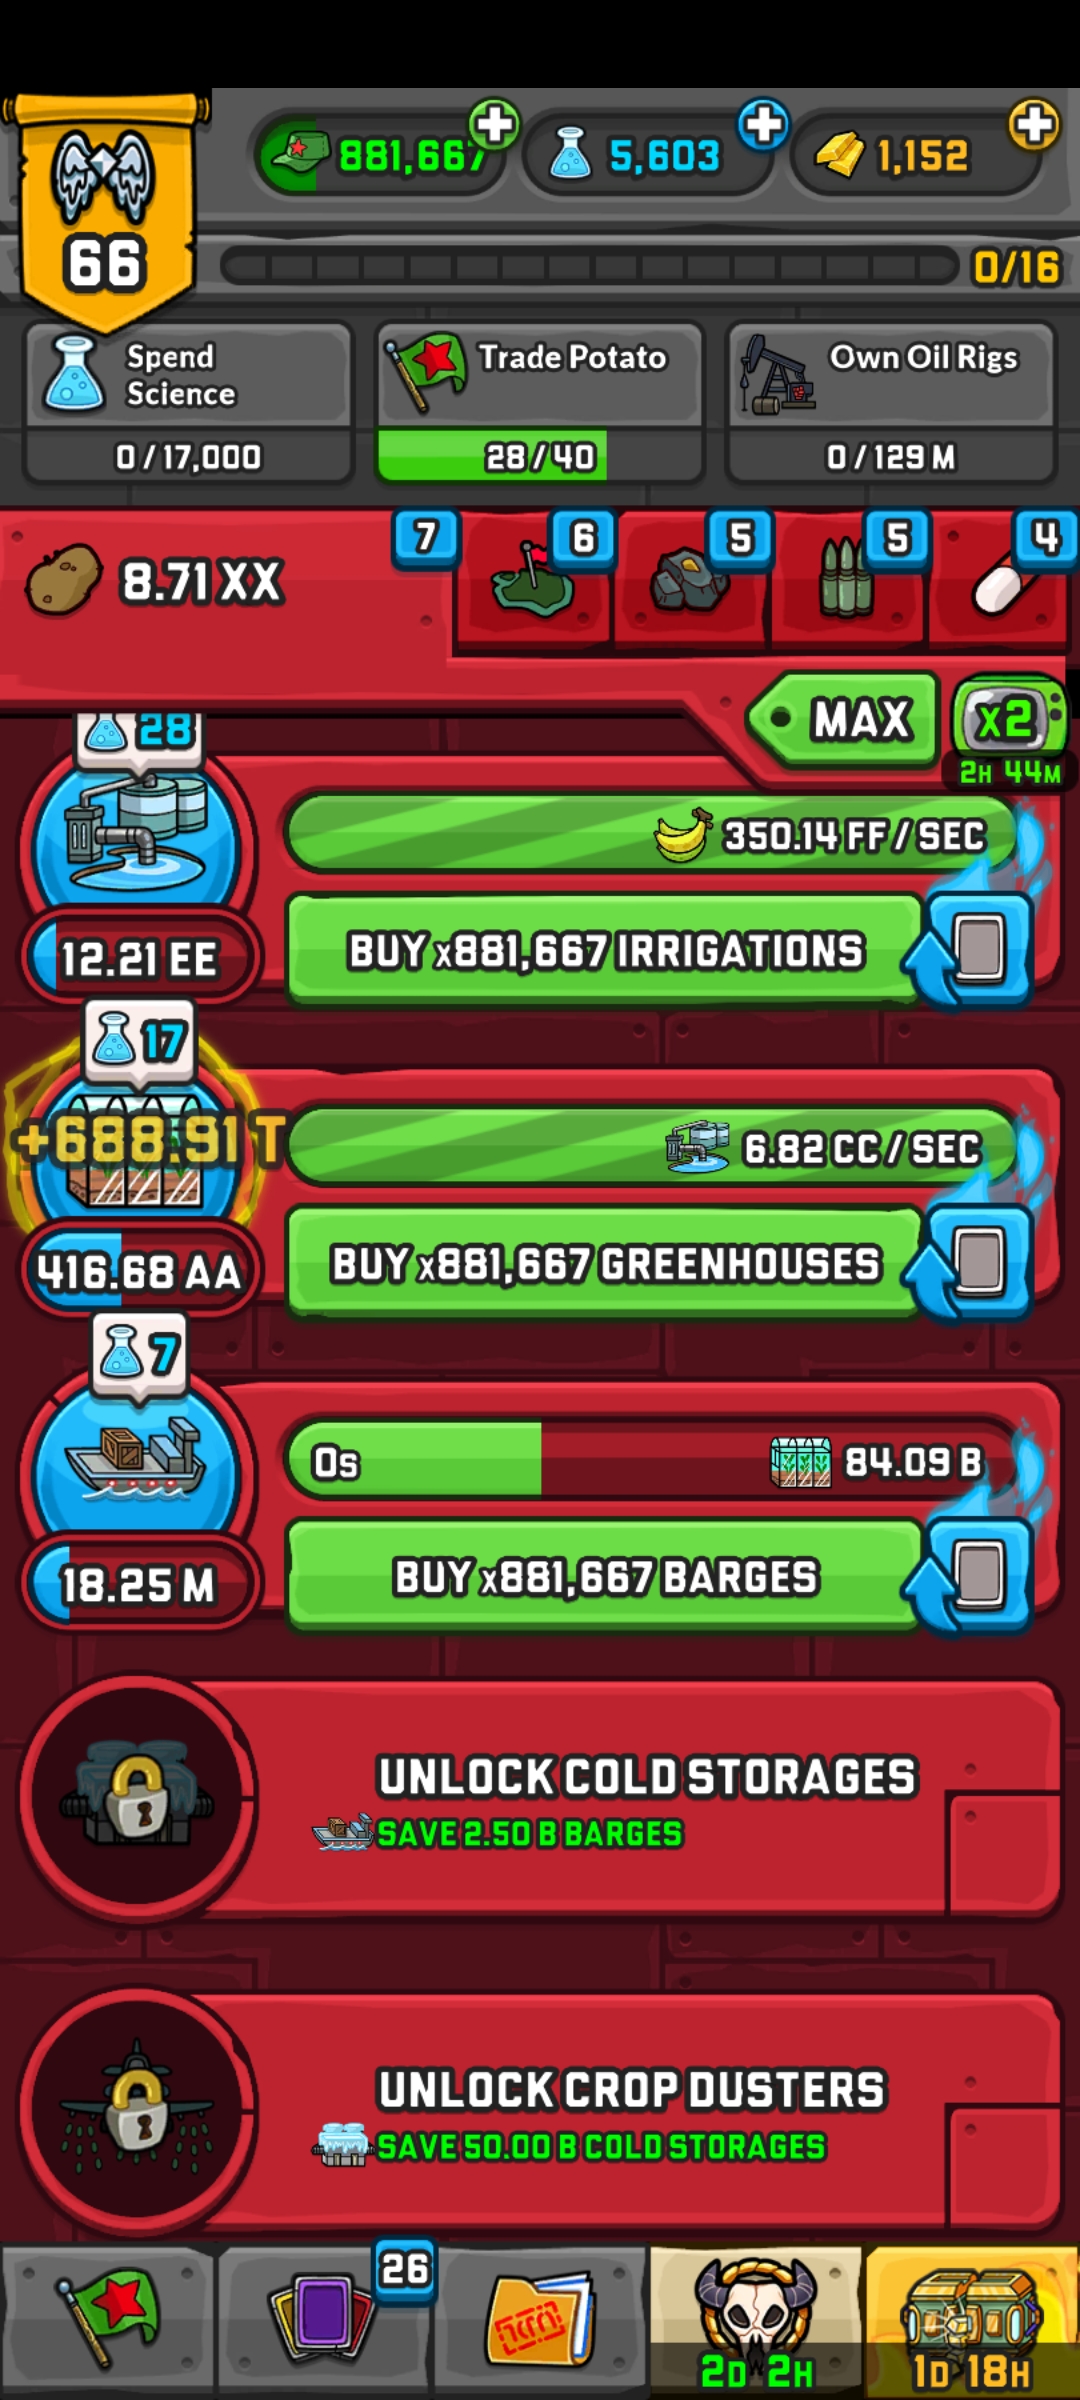 881,667
5,603
1,152
66
0/16
Spend
Science
0/17,000
Trade Potato
28/40
Own Oil Rigs
0/129 M
8.71 XX
7
6
5
5
4
MAX
x2
2H 44M
28
350.14 FF/SEC
12.21 EE
BUY x881,667 IRRIGATIONS
17
+688.91 T
6.82 CC/SEC
416.68 AA
BUY x881,667 GREENHOUSES
7
0s
84.09 B
18.25 M
BUY x881,667 BARGES
UNLOCK COLD STORAGES
SAVE 2.50 B BARGES
UNLOCK CROP DUSTERS
SAVE 50.00 B COLD STORAGES
26
2D 2H
1D 18H